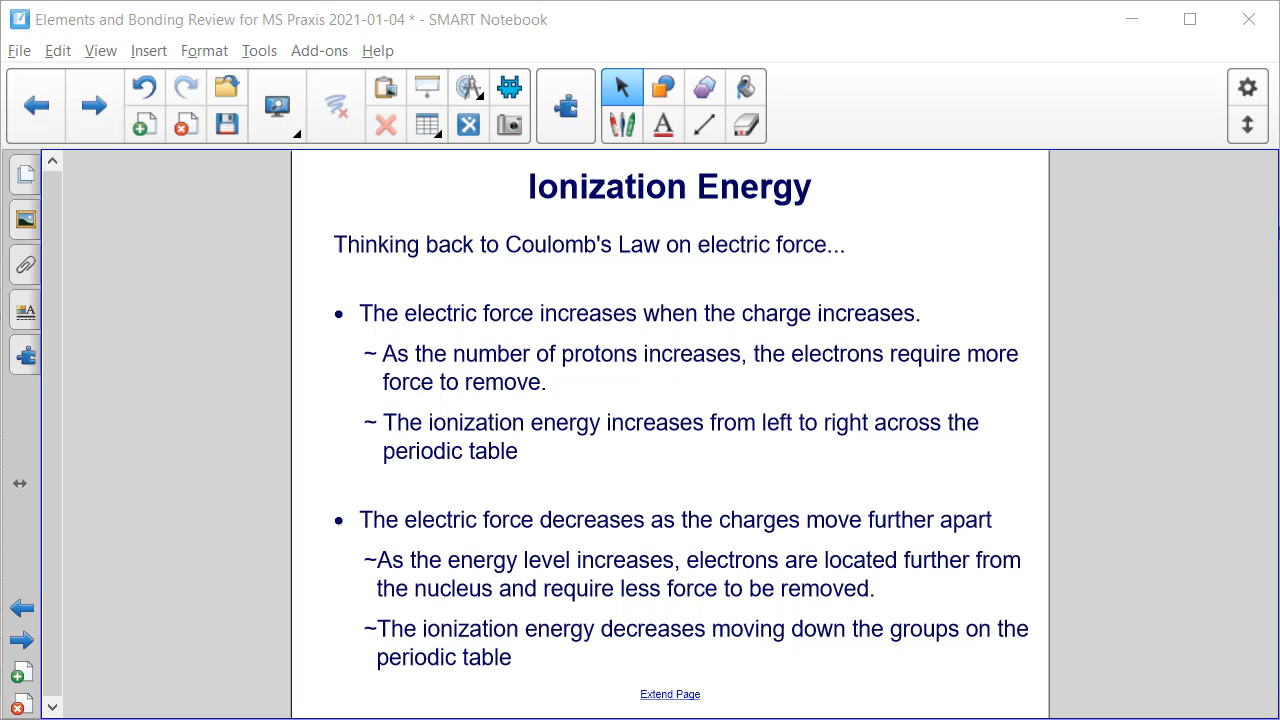 Elements and Bonding Review for MS Praxis 2021-01-04 * - SMART Notebook
File Edit View Insert Format Tools Add-ons Help
Ionization Energy
Thinking back to Coulomb's Law on electric force...
• The electric force increases when the charge increases.
~ As the number of protons increases, the electrons require more
force to remove.
~ The ionization energy increases from left to right across the
periodic table
• The electric force decreases as the charges move further apart
~As the energy level increases, electrons are located further from
the nucleus and require less force to be removed.
~The ionization energy decreases moving down the groups on the
periodic table
Extend Page